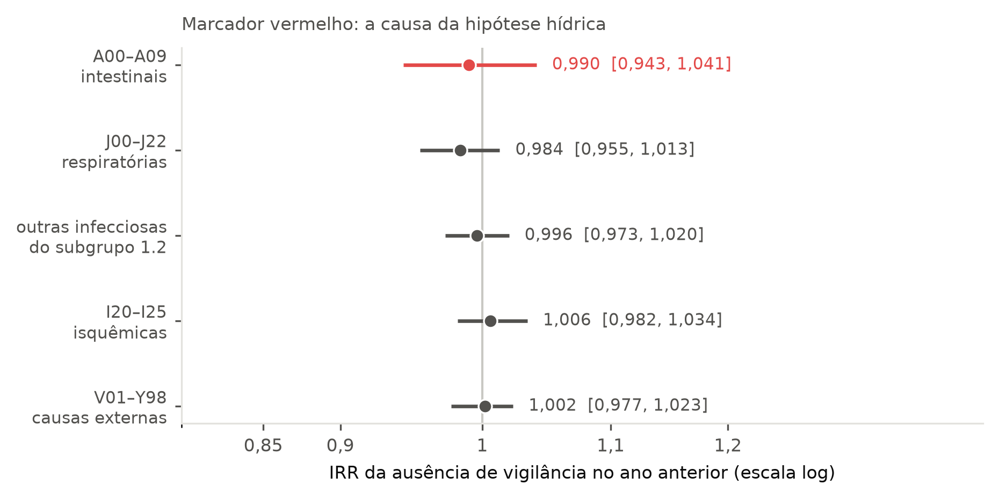 Marcador vermelho: a causa da hipótese hídrica
A00–A09
intestinais
0,990 [0,943, 1,041]
J00–J22
respiratórias
0,984 [0,955, 1,013]
outras infecciosas
do subgrupo 1.2
0,996 [0,973, 1,020]
I20–I25
isquêmicas
1,006 [0,982, 1,034]
V01–Y98
causas externas
1,002 [0,977, 1,023]
0,85 0,9 1 1,1 1,2
IRR da ausência de vigilância no ano anterior (escala log)